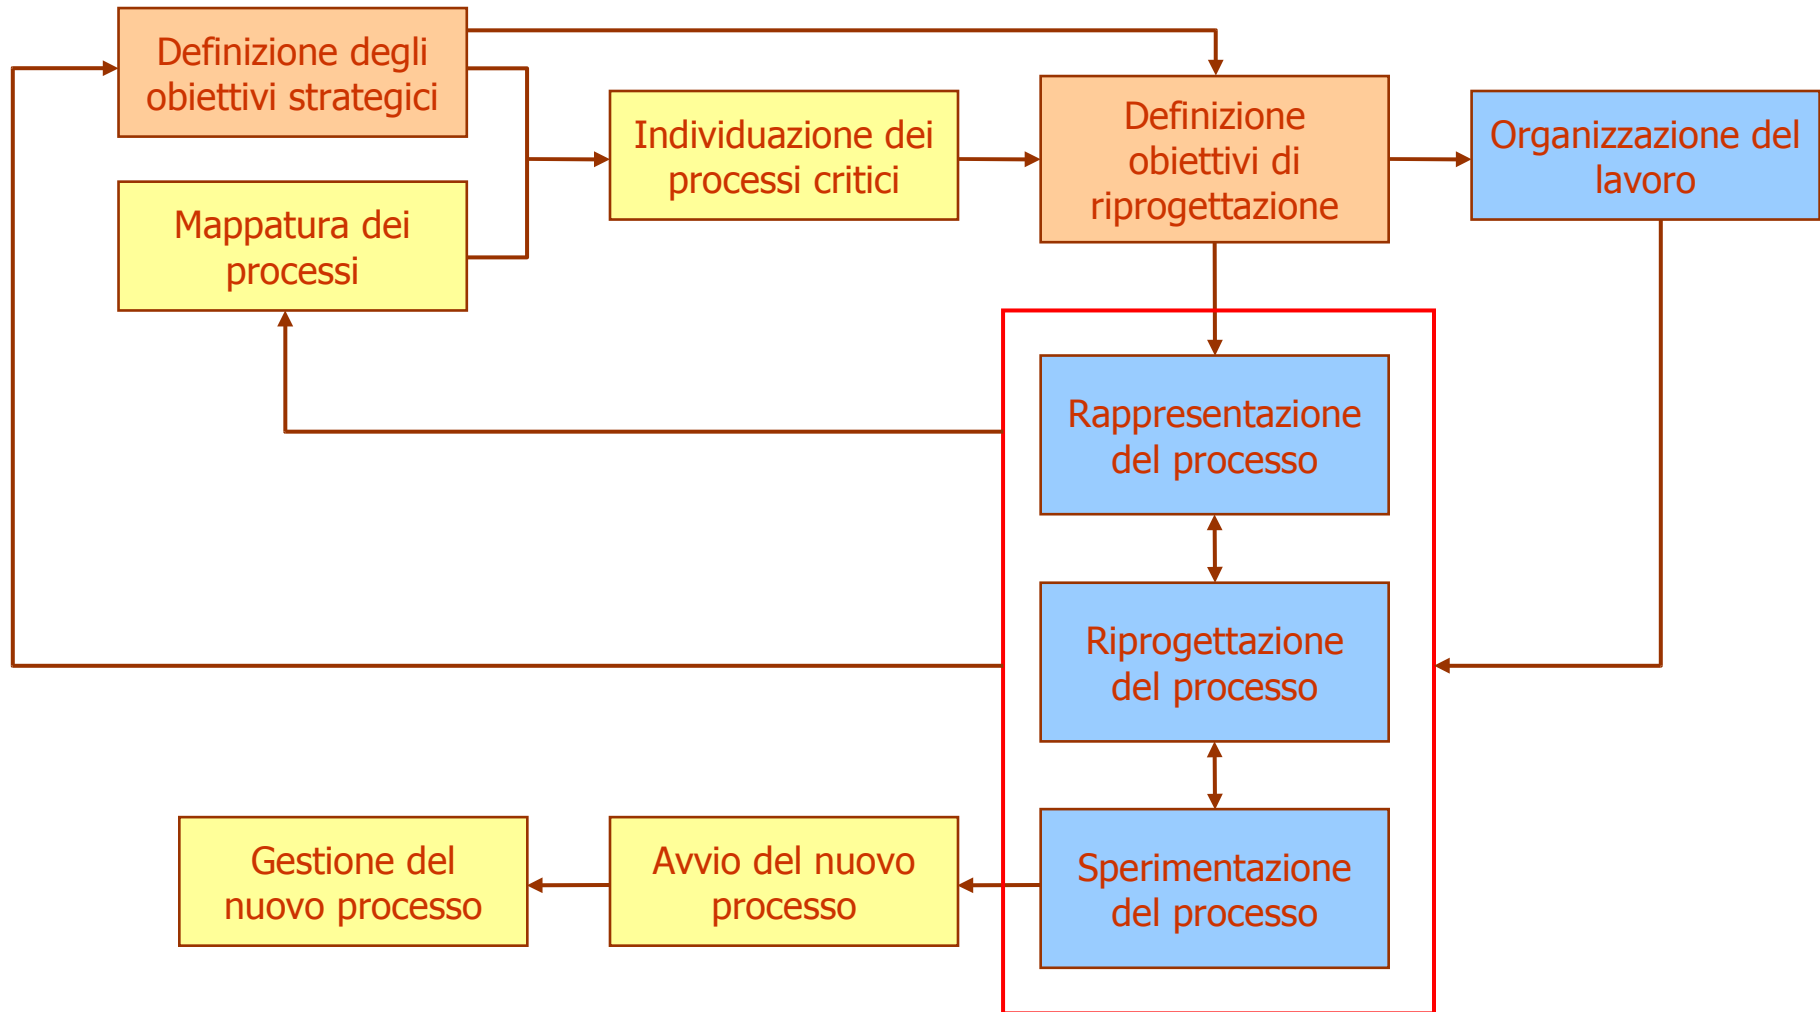 Definizione degli
obiettivi strategici
Mappatura dei
processi
Individuazione dei
processi critici
Definizione
obiettivi di
riprogettazione
Organizzazione del
lavoro
Rappresentazione
del processo
Riprogettazione
del processo
Sperimentazione
del processo
Avvio del nuovo
processo
Gestione del
nuovo processo